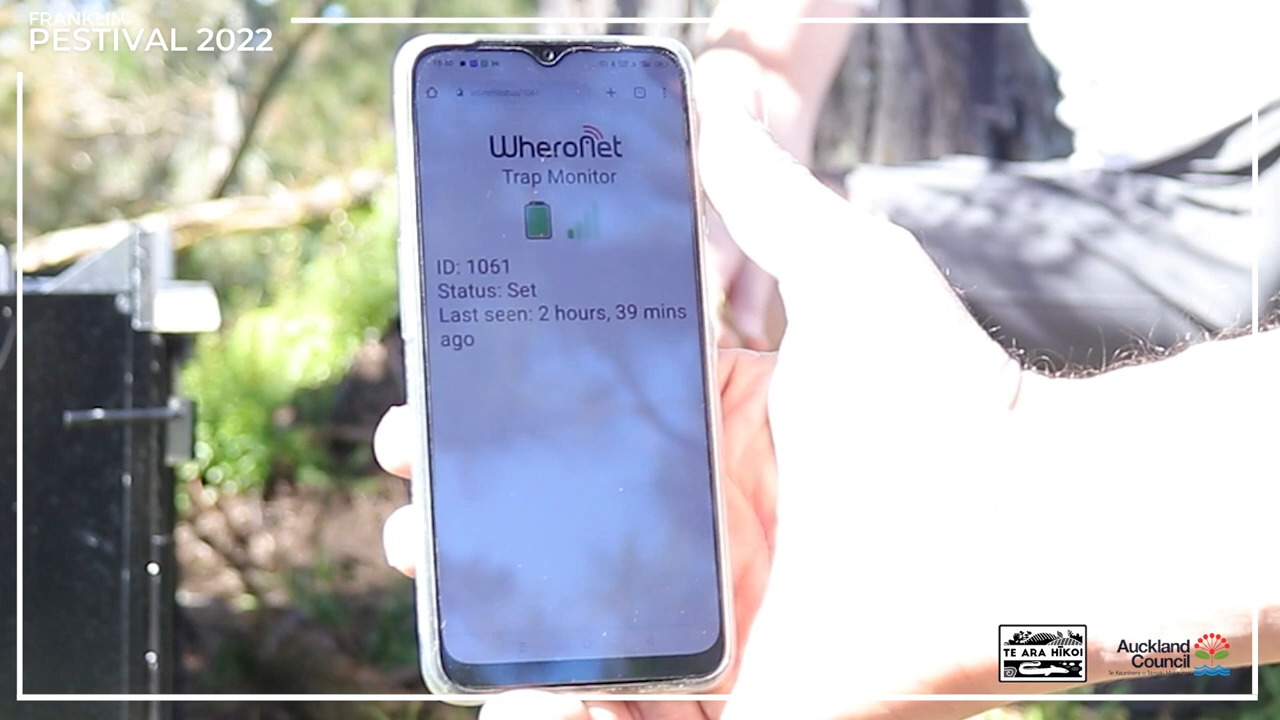 FRANKLIN
PESTIVAL 2022
WheroNet
Trap Monitor
ID: 1061
Status: Set
Last seen: 2 hours, 39 mins
ago
TE ARA HĪKOI
Auckland
Council